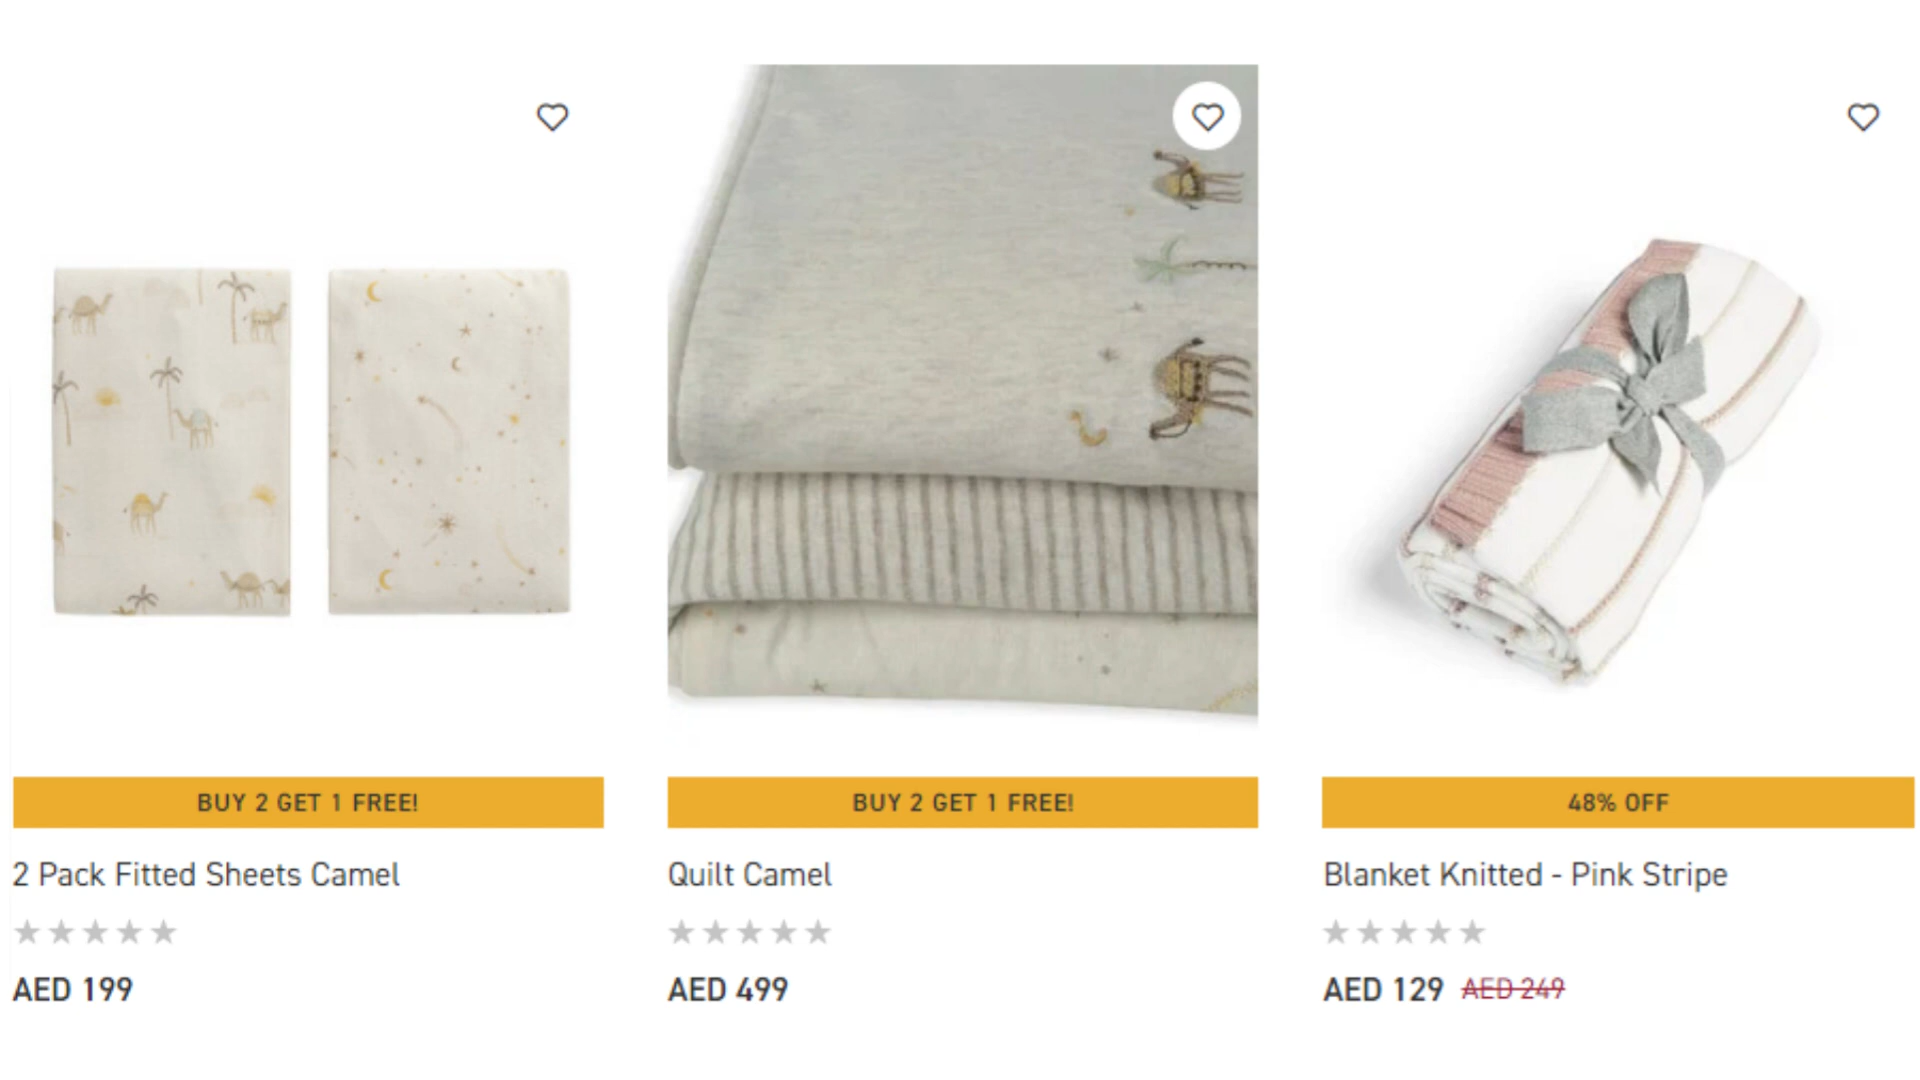 BUY 2 GET 1 FREE!
2 Pack Fitted Sheets Camel
AED 199
BUY 2 GET 1 FREE!
Quilt Camel
AED 499
48% OFF
Blanket Knitted - Pink Stripe
AED 129 AED 249